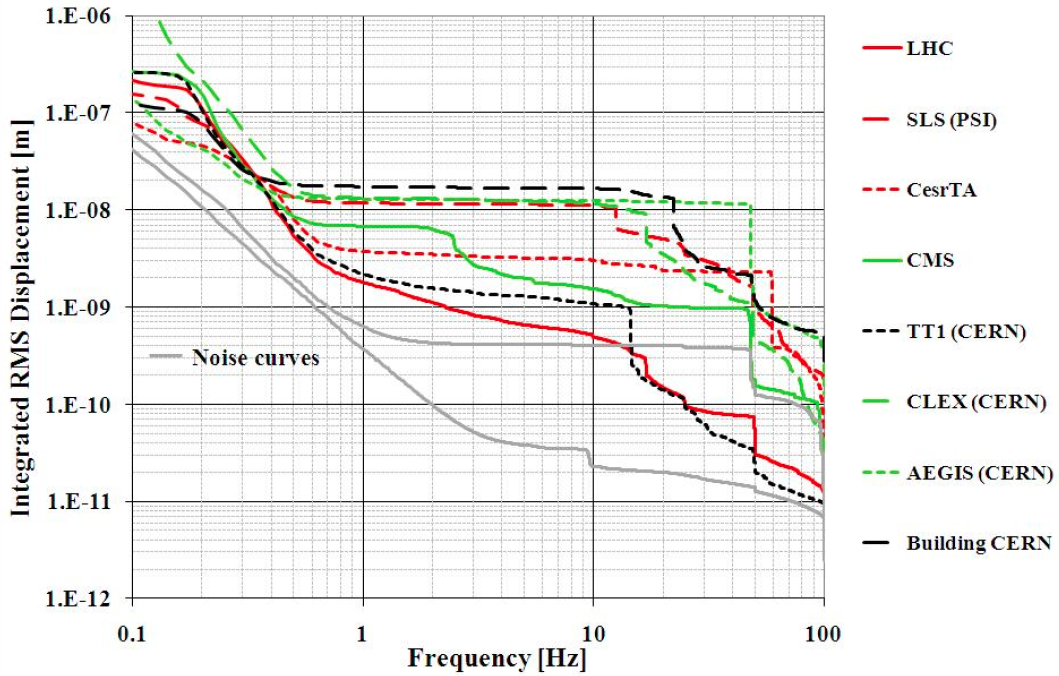 Integrated RMS Displacement [m]
1.E-06
1.E-07
1.E-08
1.E-09
1.E-10
1.E-11
1.E-12
0.1
1
10
100
Frequency [Hz]
Noise curves
LHC
SLS (PSI)
CesrTA
CMS
TT1 (CERN)
CLEX (CERN)
AEGIS (CERN)
Building CERN